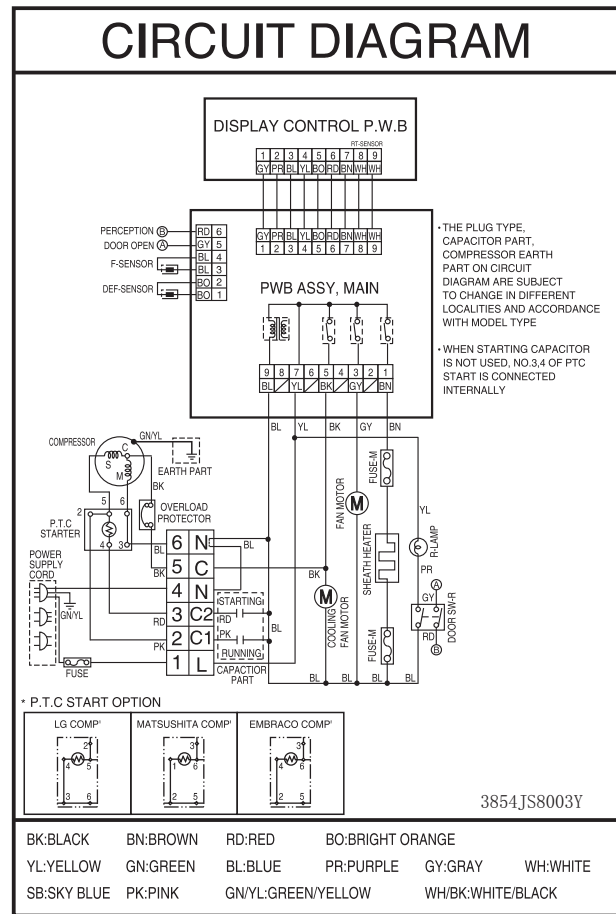 CIRCUIT DIAGRAM
DISPLAY CONTROL P.W.B
RT-SENSOR
1 2 3 4 5 6 7 8 9
GY PR BL YL BO RD BN WH WH
PERCEPTION B RD 6
DOOR OPEN A GY 5
F-SENSOR BL 4
BL 3
DEF-SENSOR BO 2
BO 1
GY PR BL YL BO RD BN WH WH
1 2 3 4 5 6 7 8 9
PWB ASSY, MAIN
9 8 7 6 5 4 3 2 1
BL YL BK GY BN
• THE PLUG TYPE,
CAPACITOR PART,
COMPRESSOR EARTH
PART ON CIRCUIT
DIAGRAM ARE SUBJECT
TO CHANGE IN DIFFERENT
LOCALITIES AND ACCORDANCE
WITH MODEL TYPE
• WHEN STARTING CAPACITOR
IS NOT USED, NO.3,4 OF PTC
START IS CONNECTED
INTERNALLY
BL YL BK GY BN
COMPRESSOR
C
S
M
GN/YL
EARTH PART
BK
OVERLOAD
PROTECTOR
5 6
2
4 3
P.T.C
STARTER
POWER
SUPPLY
CORD
GN/YL
FUSE
BL
BK
RD
PK
6 N BL
5 C
4 N BL
3 C2
2 C1
1 L
STARTING
RD
PK
RUNNING
CAPACTIOR
PART
BL
BK
M
COOLING
FAN MOTOR
M
FAN MOTOR
FUSE-M
SHEATH HEATER
FUSE-M
YL
R-LAMP
PR
A
GY
DOOR SW-R
RD
B
BL BL BL BL
* P.T.C START OPTION
LG COMP' MATSUSHITA COMP' EMBRACO COMP'
2 3 3
4 5 1 6 4 6
3 6 2 5 2 5
3854JS8003Y
BK:BLACK BN:BROWN RD:RED BO:BRIGHT ORANGE
YL:YELLOW GN:GREEN BL:BLUE PR:PURPLE GY:GRAY WH:WHITE
SB:SKY BLUE PK:PINK GN/YL:GREEN/YELLOW WH/BK:WHITE/BLACK